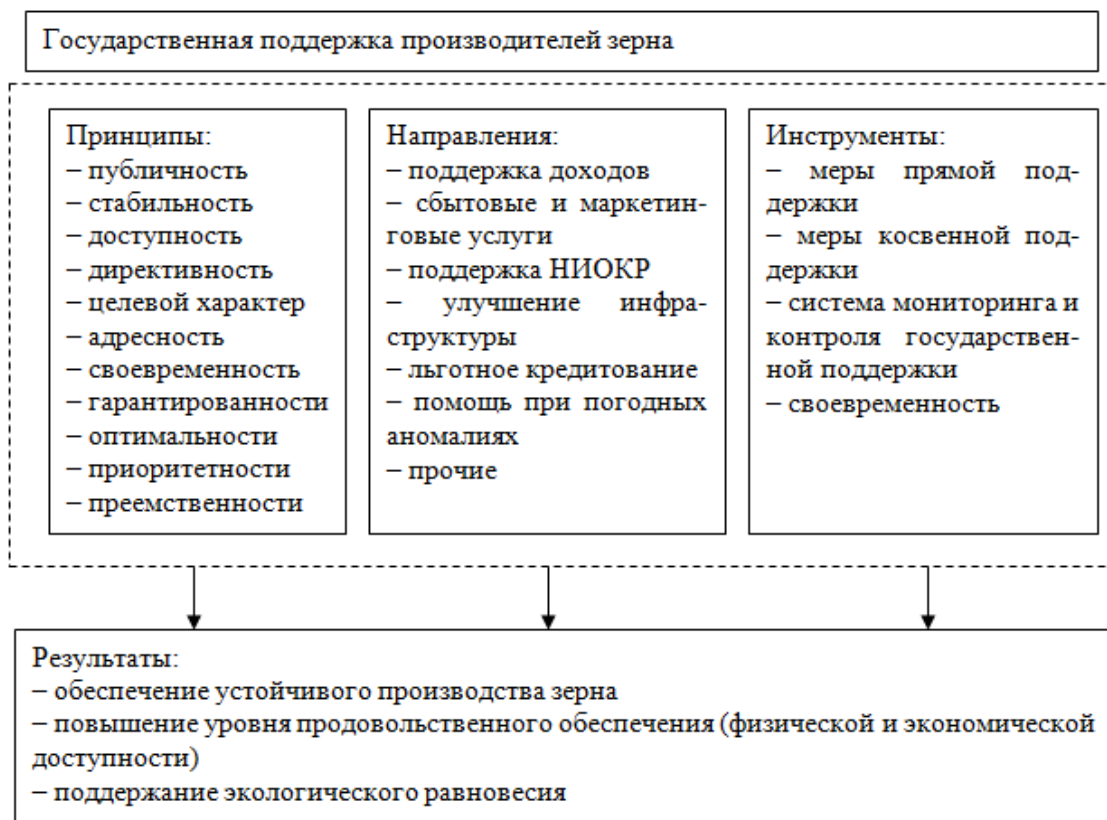 Государственная поддержка производителей зерна
Принципы:
– публичность
– стабильность
– доступность
– директивность
– целевой характер
– адресность
– своевременность
– гарантированности
– оптимальности
– приоритетности
– преемственности
Направления:
– поддержка доходов
– сбытовые и маркетин-
говые услуги
– поддержка НИОКР
– улучшение инфра-
структуры
– льготное кредитование
– помощь при погодных
аномалиях
– прочие
Инструменты:
– меры прямой под-
держки
– меры косвенной под-
держки
– система мониторинга и
контроля государствен-
ной поддержки
– своевременность
Результаты:
– обеспечение устойчивого производства зерна
– повышение уровня продовольственного обеспечения (физической и экономической
доступности)
– поддержание экологического равновесия